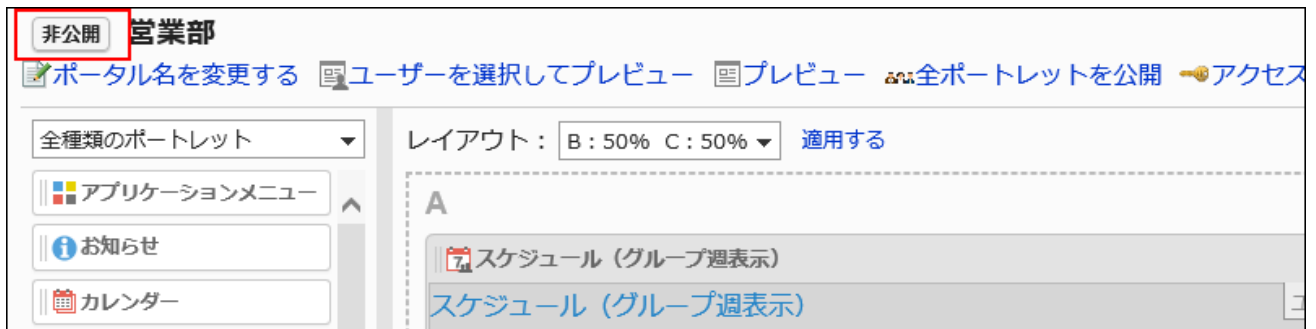 非公開 営業部
ポータル名を変更する ユーザーを選択してプレビュー プレビュー 全ポートレットを公開 アクセス
全種類のポートレット
レイアウト： B : 50% C : 50% 適用する
アプリケーションメニュー
お知らせ
カレンダー
A
スケジュール（グループ週表示）
スケジュール（グループ週表示）